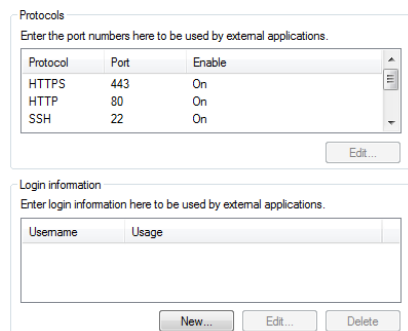 Protocols
Enter the port numbers here to be used by external applications.
Protocol Port Enable
HTTPS 443 On
HTTP 80 On
SSH 22 On
Edit...
Login information
Enter login information here to be used by external applications.
Username Usage
New... Edit... Delete